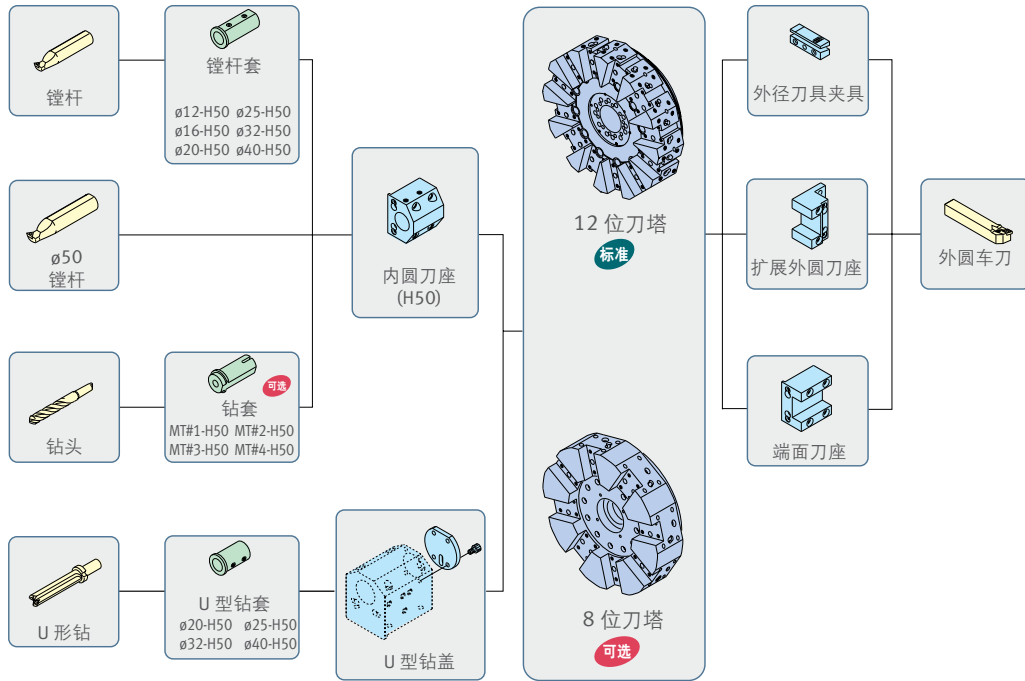 镗杆
镗杆套
ø12-H50 ø25-H50
ø16-H50 ø32-H50
ø20-H50 ø40-H50
ø50
镗杆
内圆刀座
(H50)
钻头
可选
钻套
MT#1-H50 MT#2-H50
MT#3-H50 MT#4-H50
U 形钻
U 型钻套
ø20-H50 ø25-H50
ø32-H50 ø40-H50
U 型钻盖
12 位刀塔
标准
8 位刀塔
可选
外径刀具夹具
扩展外圆刀座
端面刀座
外圆车刀